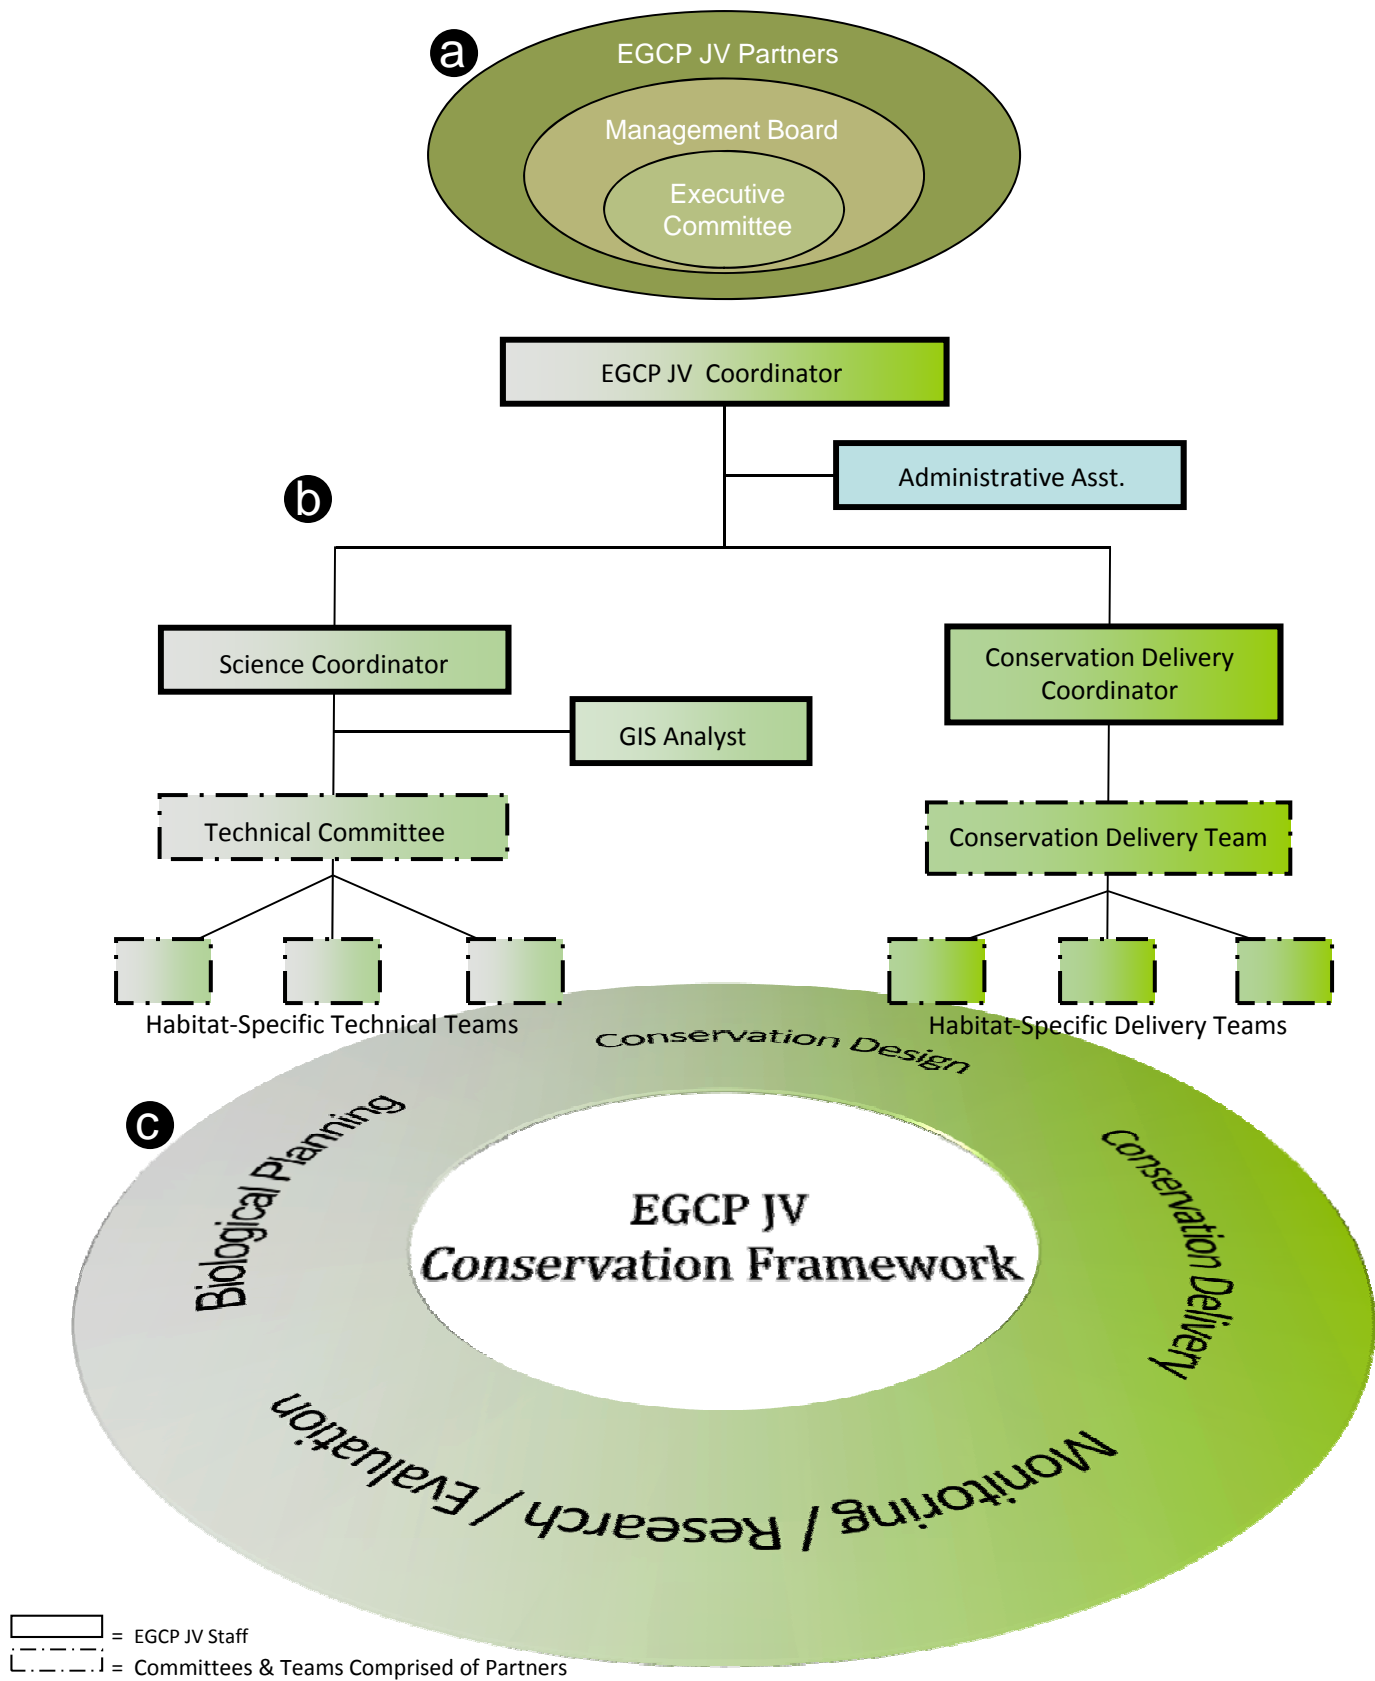 a
EGCP JV Partners
Management Board
Executive
Committee
EGCP JV Coordinator
Administrative Asst.
b
Science Coordinator
Conservation Delivery
Coordinator
GIS Analyst
Technical Committee
Conservation Delivery Team
Habitat-Specific Technical Teams
Habitat-Specific Delivery Teams
c
Conservation Design
Biological Planning
Conservation Delivery
EGCP JV
Conservation Framework
Monitoring / Research / Evaluation
= EGCP JV Staff
= Committees & Teams Comprised of Partners